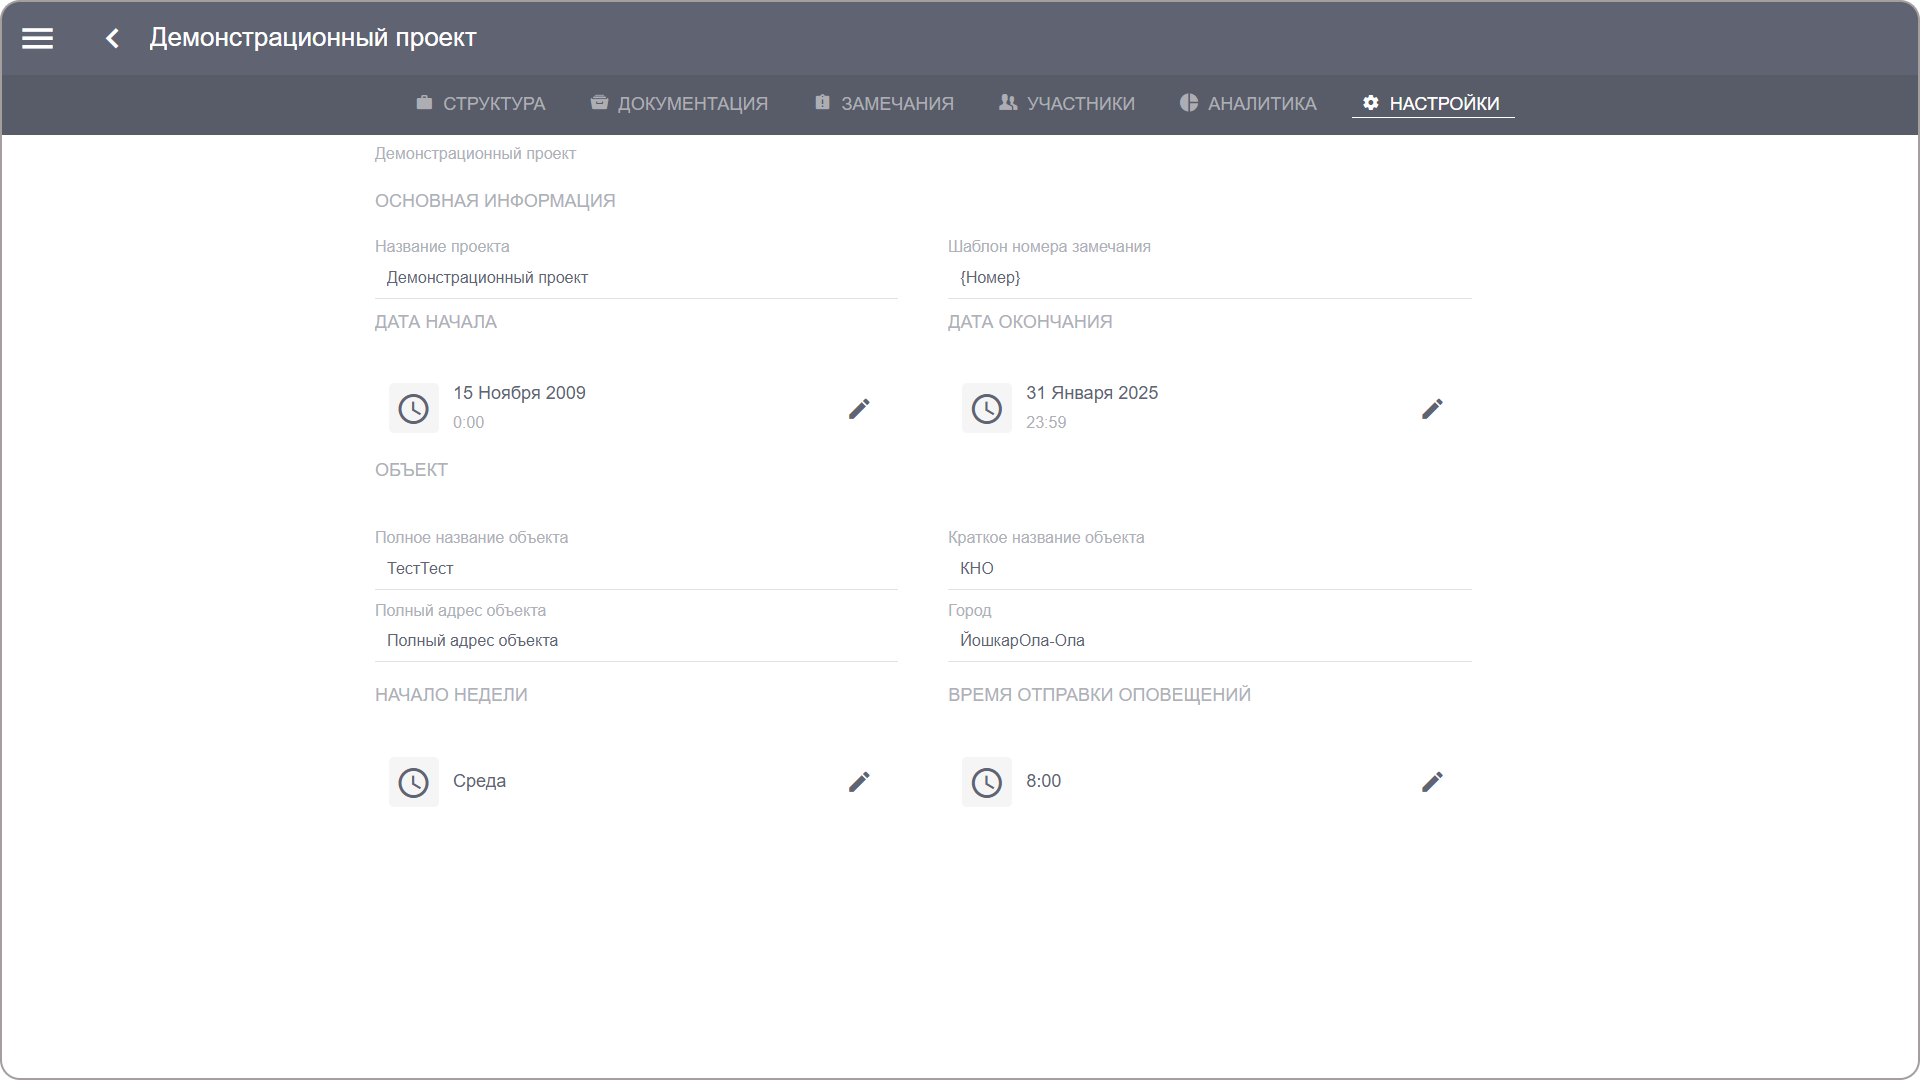 Демонстрационный проект
СТРУКТУРА ДОКУМЕНТАЦИЯ ЗАМЕЧАНИЯ УЧАСТНИКИ АНАЛИТИКА НАСТРОЙКИ
Демонстрационный проект
ОСНОВНАЯ ИНФОРМАЦИЯ
Название проекта Шаблон номера замечания
Демонстрационный проект {Номер}
ДАТА НАЧАЛА ДАТА ОКОНЧАНИЯ
15 Ноября 2009 31 Января 2025
0:00 23:59
ОБЪЕКТ
Полное название объекта Краткое название объекта
ТестТест КНО
Полный адрес объекта Город
Полный адрес объекта ЙошкарОла-Ола
НАЧАЛО НЕДЕЛИ ВРЕМЯ ОТПРАВКИ ОПОВЕЩЕНИЙ
Среда 8:00